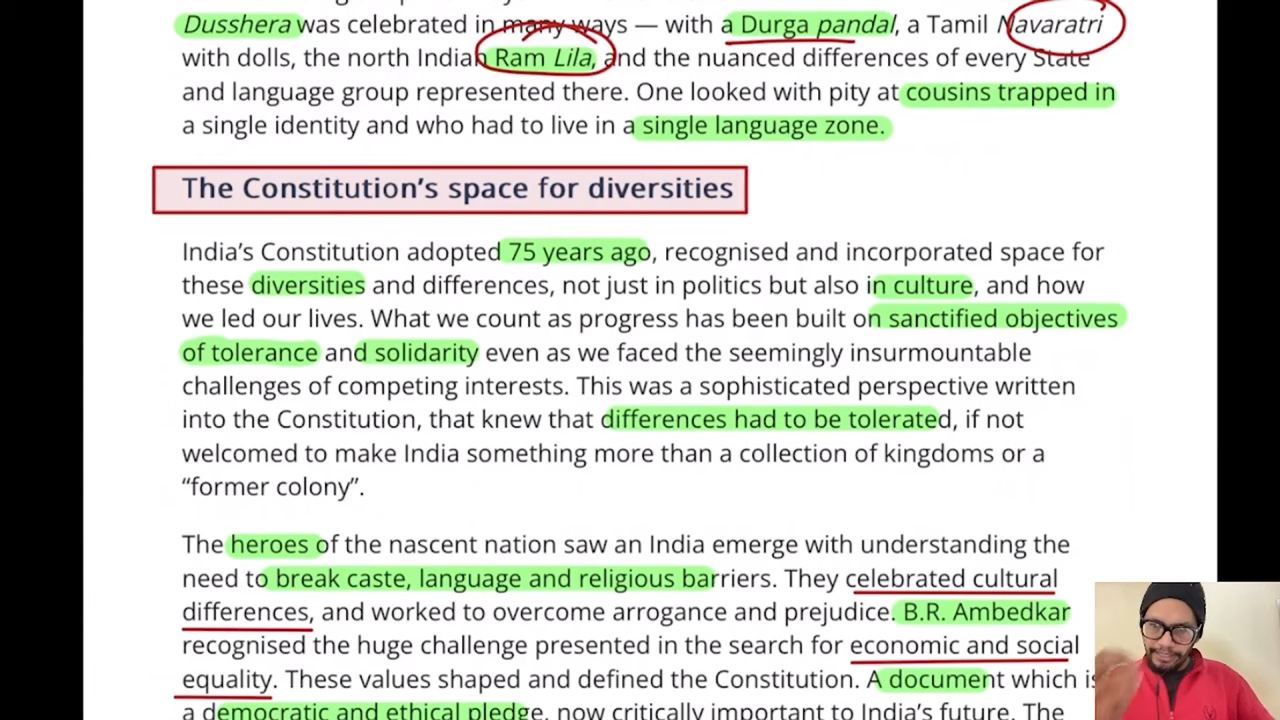 Dusshera was celebrated in many ways — with a Durga pandal, a Tamil Navaratri
with dolls, the north Indian Ram Lila, and the nuanced differences of every State
and language group represented there. One looked with pity at cousins trapped in
a single identity and who had to live in a single language zone.
The Constitution’s space for diversities
India’s Constitution adopted 75 years ago, recognised and incorporated space for
these diversities and differences, not just in politics but also in culture, and how
we led our lives. What we count as progress has been built on sanctified objectives
of tolerance and solidarity even as we faced the seemingly insurmountable
challenges of competing interests. This was a sophisticated perspective written
into the Constitution, that knew that differences had to be tolerated, if not
welcomed to make India something more than a collection of kingdoms or a
“former colony”.
The heroes of the nascent nation saw an India emerge with understanding the
need to break caste, language and religious barriers. They celebrated cultural
differences, and worked to overcome arrogance and prejudice. B.R. Ambedkar
recognised the huge challenge presented in the search for economic and social
equality. These values shaped and defined the Constitution. A document which is
a democratic and ethical pledge, now critically important to India’s future. The